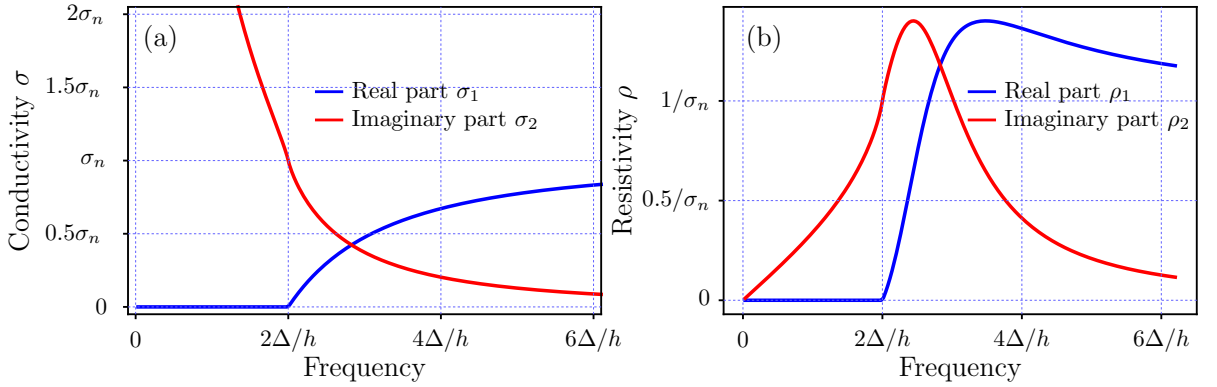 (a)
2σₙ
1.5σₙ
σₙ
0.5σₙ
0
Conductivity σ
Real part σ₁
Imaginary part σ₂
0
2Δ/h
4Δ/h
6Δ/h
Frequency
(b)
1/σₙ
0.5/σₙ
0
Resistivity ρ
Real part ρ₁
Imaginary part ρ₂
0
2Δ/h
4Δ/h
6Δ/h
Frequency